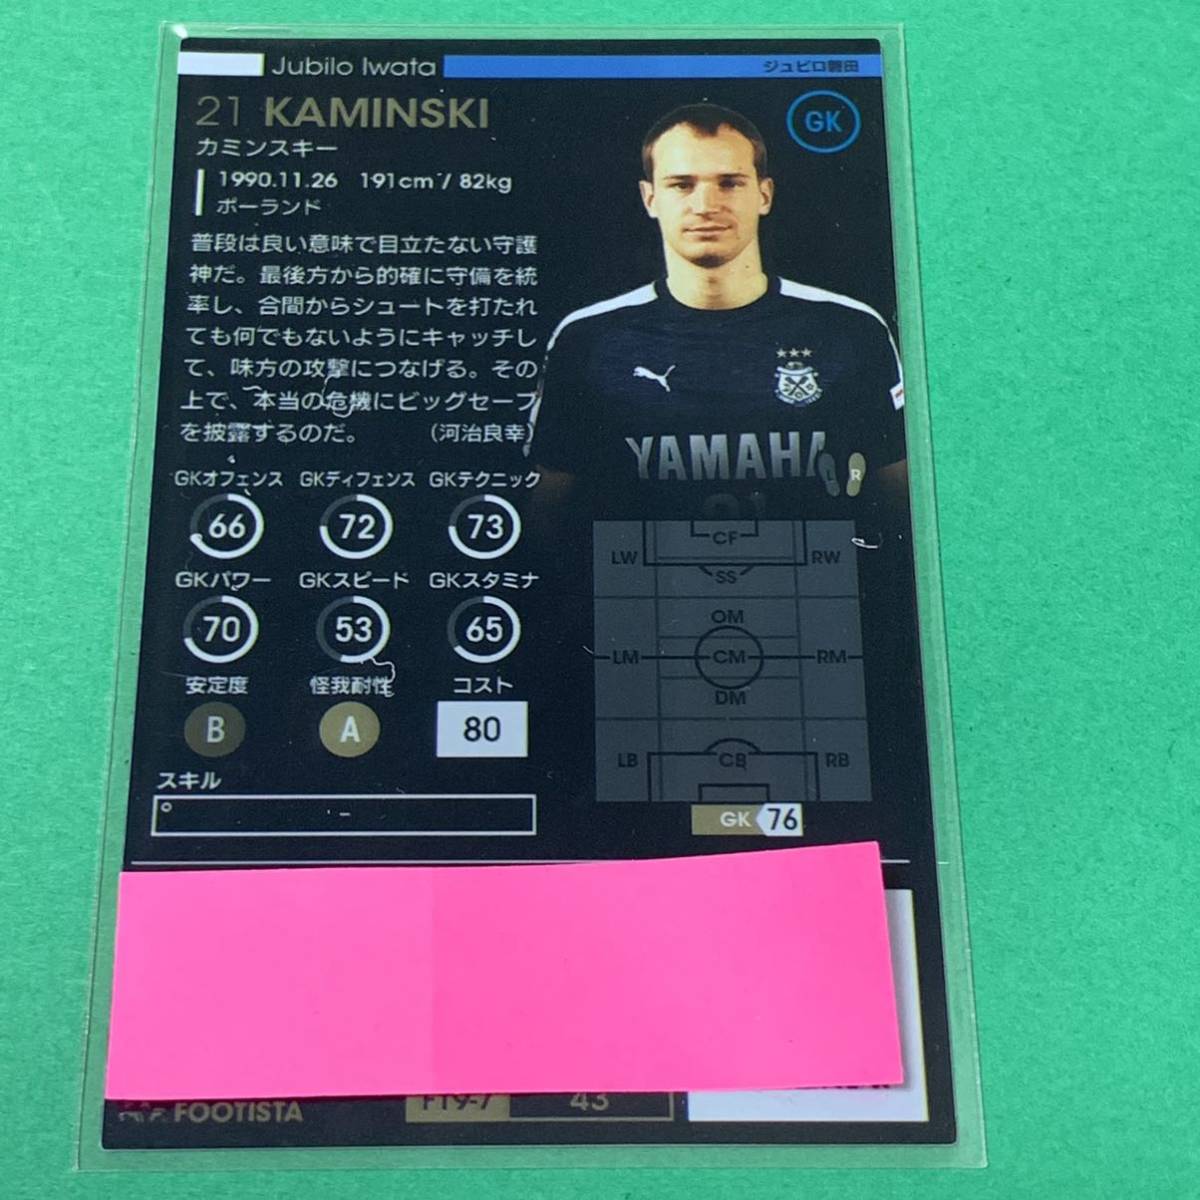 Jubilo Iwata
ジュビロ磐田
21 KAMINSKI
カミンスキー
GK
1990.11.26 191cm / 82kg
ポーランド
普段は良い意味で目立たない守護
神だ。最後方から的確に守備を統
率し、合間からシュートを打たれ
ても何でもないようにキャッチし
て、味方の攻撃につなげる。その
上で、本当の危機にビッグセーブ
を披露するのだ。 (河治良幸)
YAMAHA
L R
GKオフェンス GKディフェンス GKテクニック
66 72 73
GKパワー GKスピード GKスタミナ
70 53 65
安定度 怪我耐性 コスト
B A 80
スキル
-
CF
LW RW
SS
OM
LM CM RM
DM
LB CB RB
GK 76
FOOTISTA
FT9-7 43